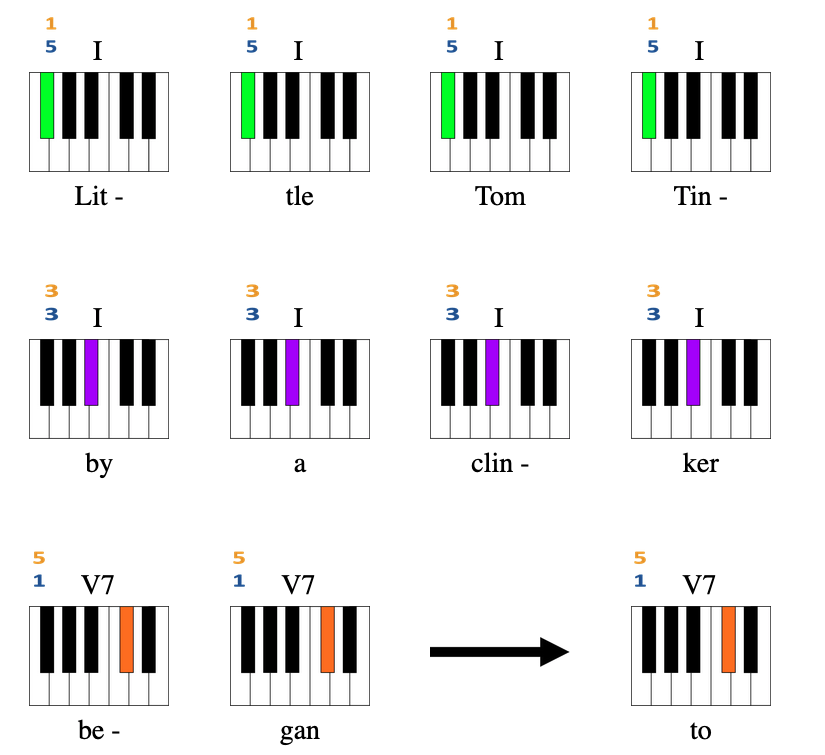 1 1 1 1
5 I 5 I 5 I 5 I
Lit - tle Tom Tin -
3 3 3 3
3 I 3 I 3 I 3 I
by a clin - ker
5 5 5
1 V7 1 V7 1 V7
be - gan to